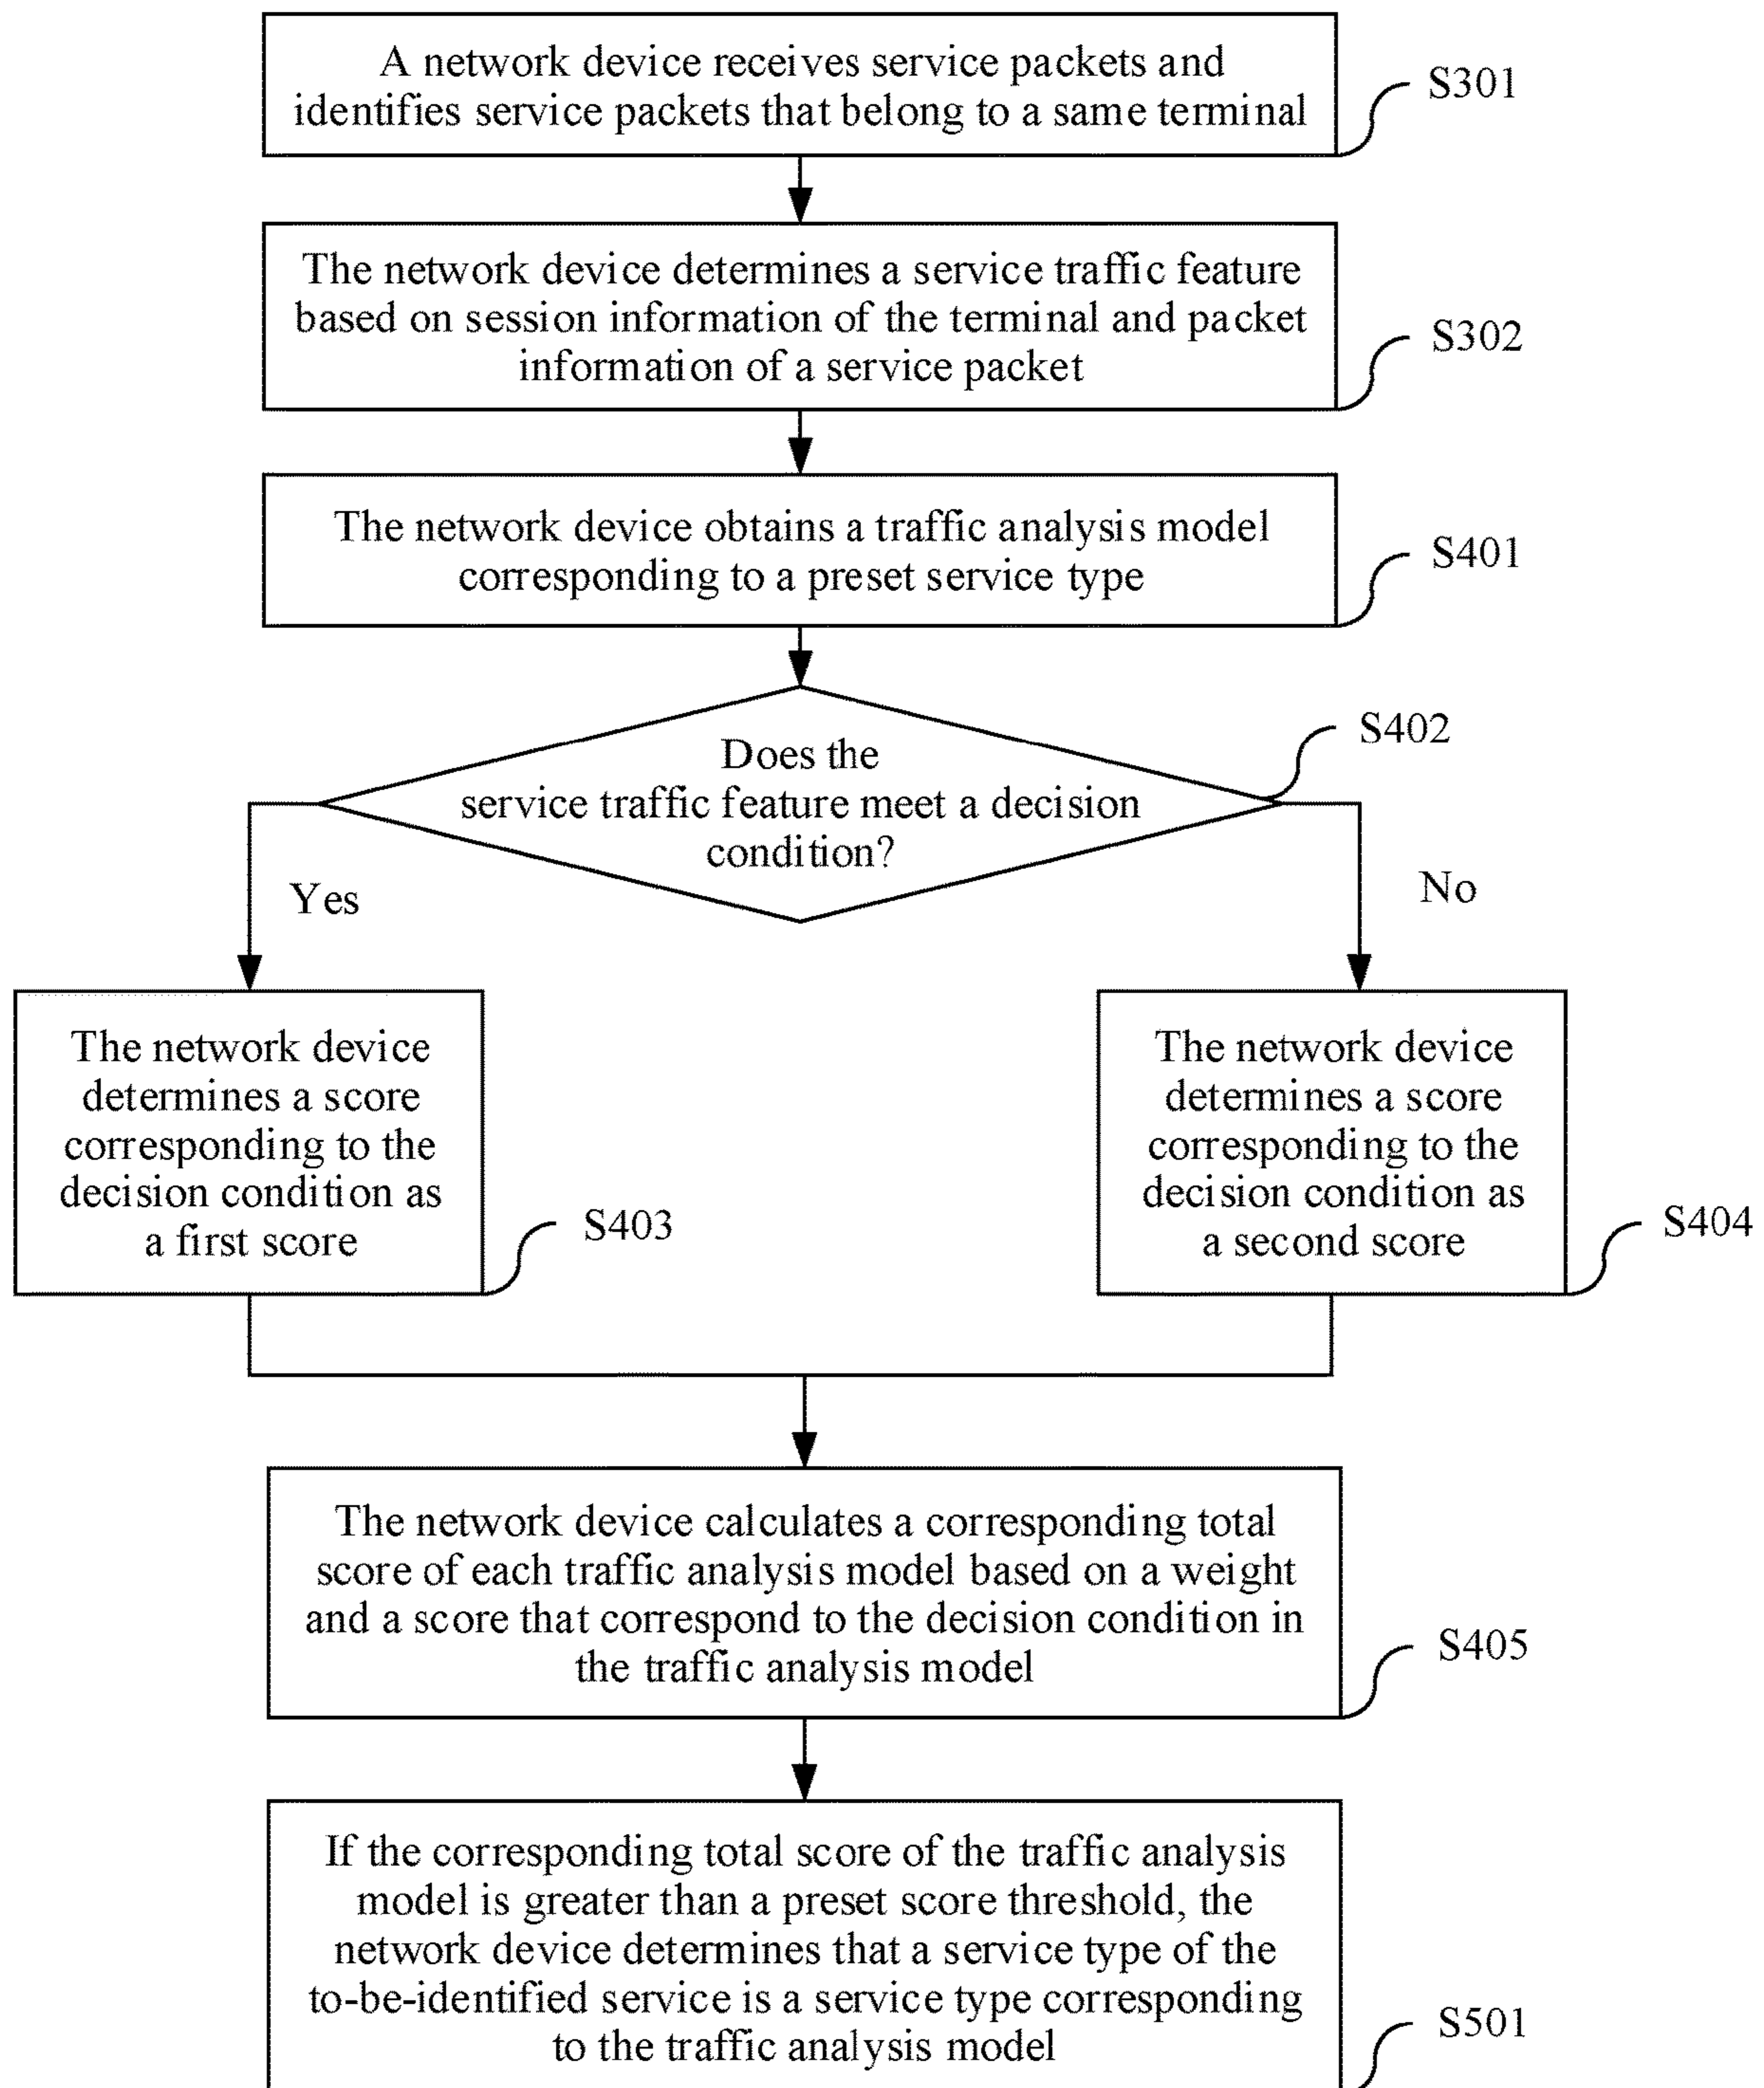 A network device receives service packets and
identifies service packets that belong to a same terminal
S301
The network device determines a service traffic feature
based on session information of the terminal and packet
information of a service packet
S302
The network device obtains a traffic analysis model
corresponding to a preset service type
S401
Does the
service traffic feature meet a decision
condition?
S402
Yes
No
The network device
determines a score
corresponding to the
decision condition as
a first score
S403
The network device
determines a score
corresponding to the
decision condition as
a second score
S404
The network device calculates a corresponding total
score of each traffic analysis model based on a weight
and a score that correspond to the decision condition in
the traffic analysis model
S405
If the corresponding total score of the traffic analysis
model is greater than a preset score threshold, the
network device determines that a service type of the
to-be-identified service is a service type corresponding
to the traffic analysis model
S501